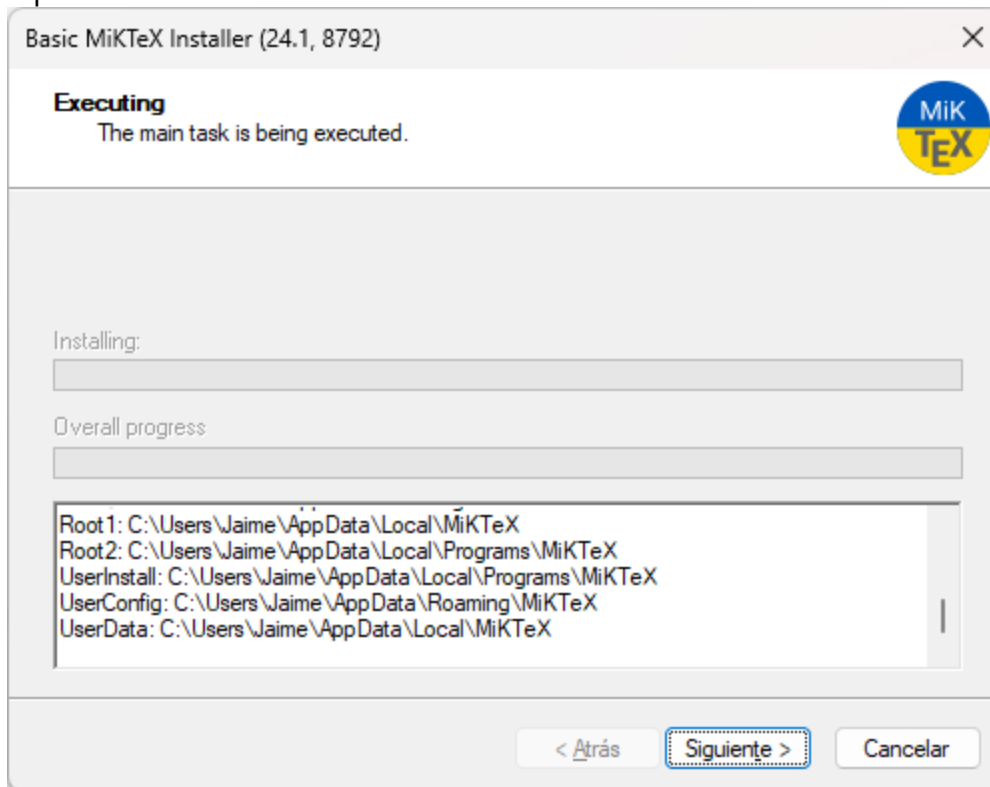 Basic MiKTeX Installer (24.1, 8792)
Executing
The main task is being executed.
MiK
TEX
Installing:
Overall progress
Root1: C:\Users\Jaime\AppData\Local\MiKTeX
Root2: C:\Users\Jaime\AppData\Local\Programs\MiKTeX
UserInstall: C:\Users\Jaime\AppData\Local\Programs\MiKTeX
UserConfig: C:\Users\Jaime\AppData\Roaming\MiKTeX
UserData: C:\Users\Jaime\AppData\Local\MiKTeX
< Atrás Siguiente > Cancelar